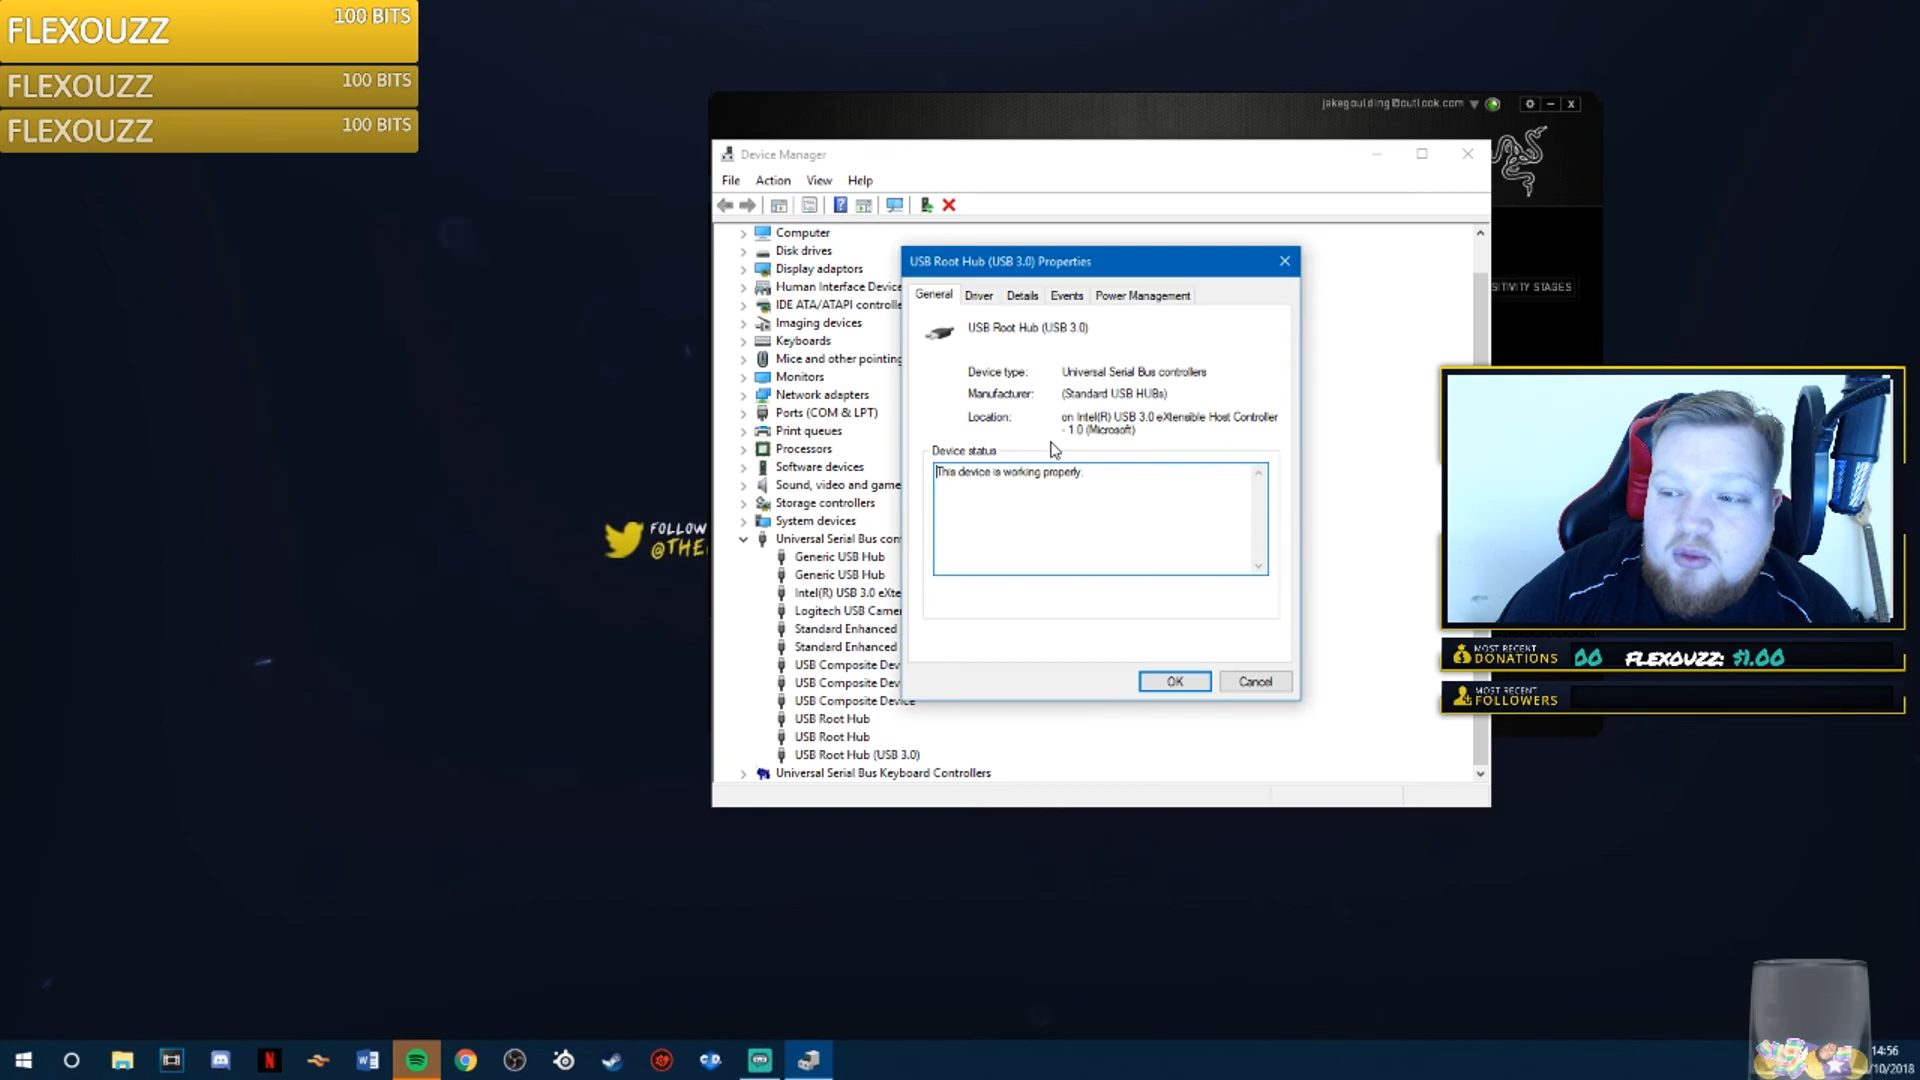 FLEXOUZZ 100 BITS
FLEXOUZZ 100 BITS
FLEXOUZZ 100 BITS
jakegoulding@outlook.com
Device Manager
File Action View Help
Computer
Disk drives
Display adaptors
Human Interface Device
IDE ATA/ATAPI controlle
Imaging devices
Keyboards
Mice and other pointing
Monitors
Network adapters
Ports (COM & LPT)
Print queues
Processors
Software devices
Sound, video and game
Storage controllers
System devices
Universal Serial Bus con
Generic USB Hub
Generic USB Hub
Intel(R) USB 3.0 eXte
Logitech USB Camer
Standard Enhanced
Standard Enhanced
USB Composite Dev
USB Composite Dev
USB Composite Device
USB Root Hub
USB Root Hub
USB Root Hub (USB 3.0)
Universal Serial Bus Keyboard Controllers
USB Root Hub (USB 3.0) Properties
General Driver Details Events Power Management
USB Root Hub (USB 3.0)
Device type: Universal Serial Bus controllers
Manufacturer: (Standard USB HUBs)
Location: on Intel(R) USB 3.0 eXtensible Host Controller
- 1.0 (Microsoft)
Device status
This device is working properly.
OK Cancel
SITIVITY STAGES
FOLLOW
@THE
MOST RECENT
DONATIONS 00 FLEXOUZZ: $1.00
MOST RECENT
FOLLOWERS
14:56
/10/2018